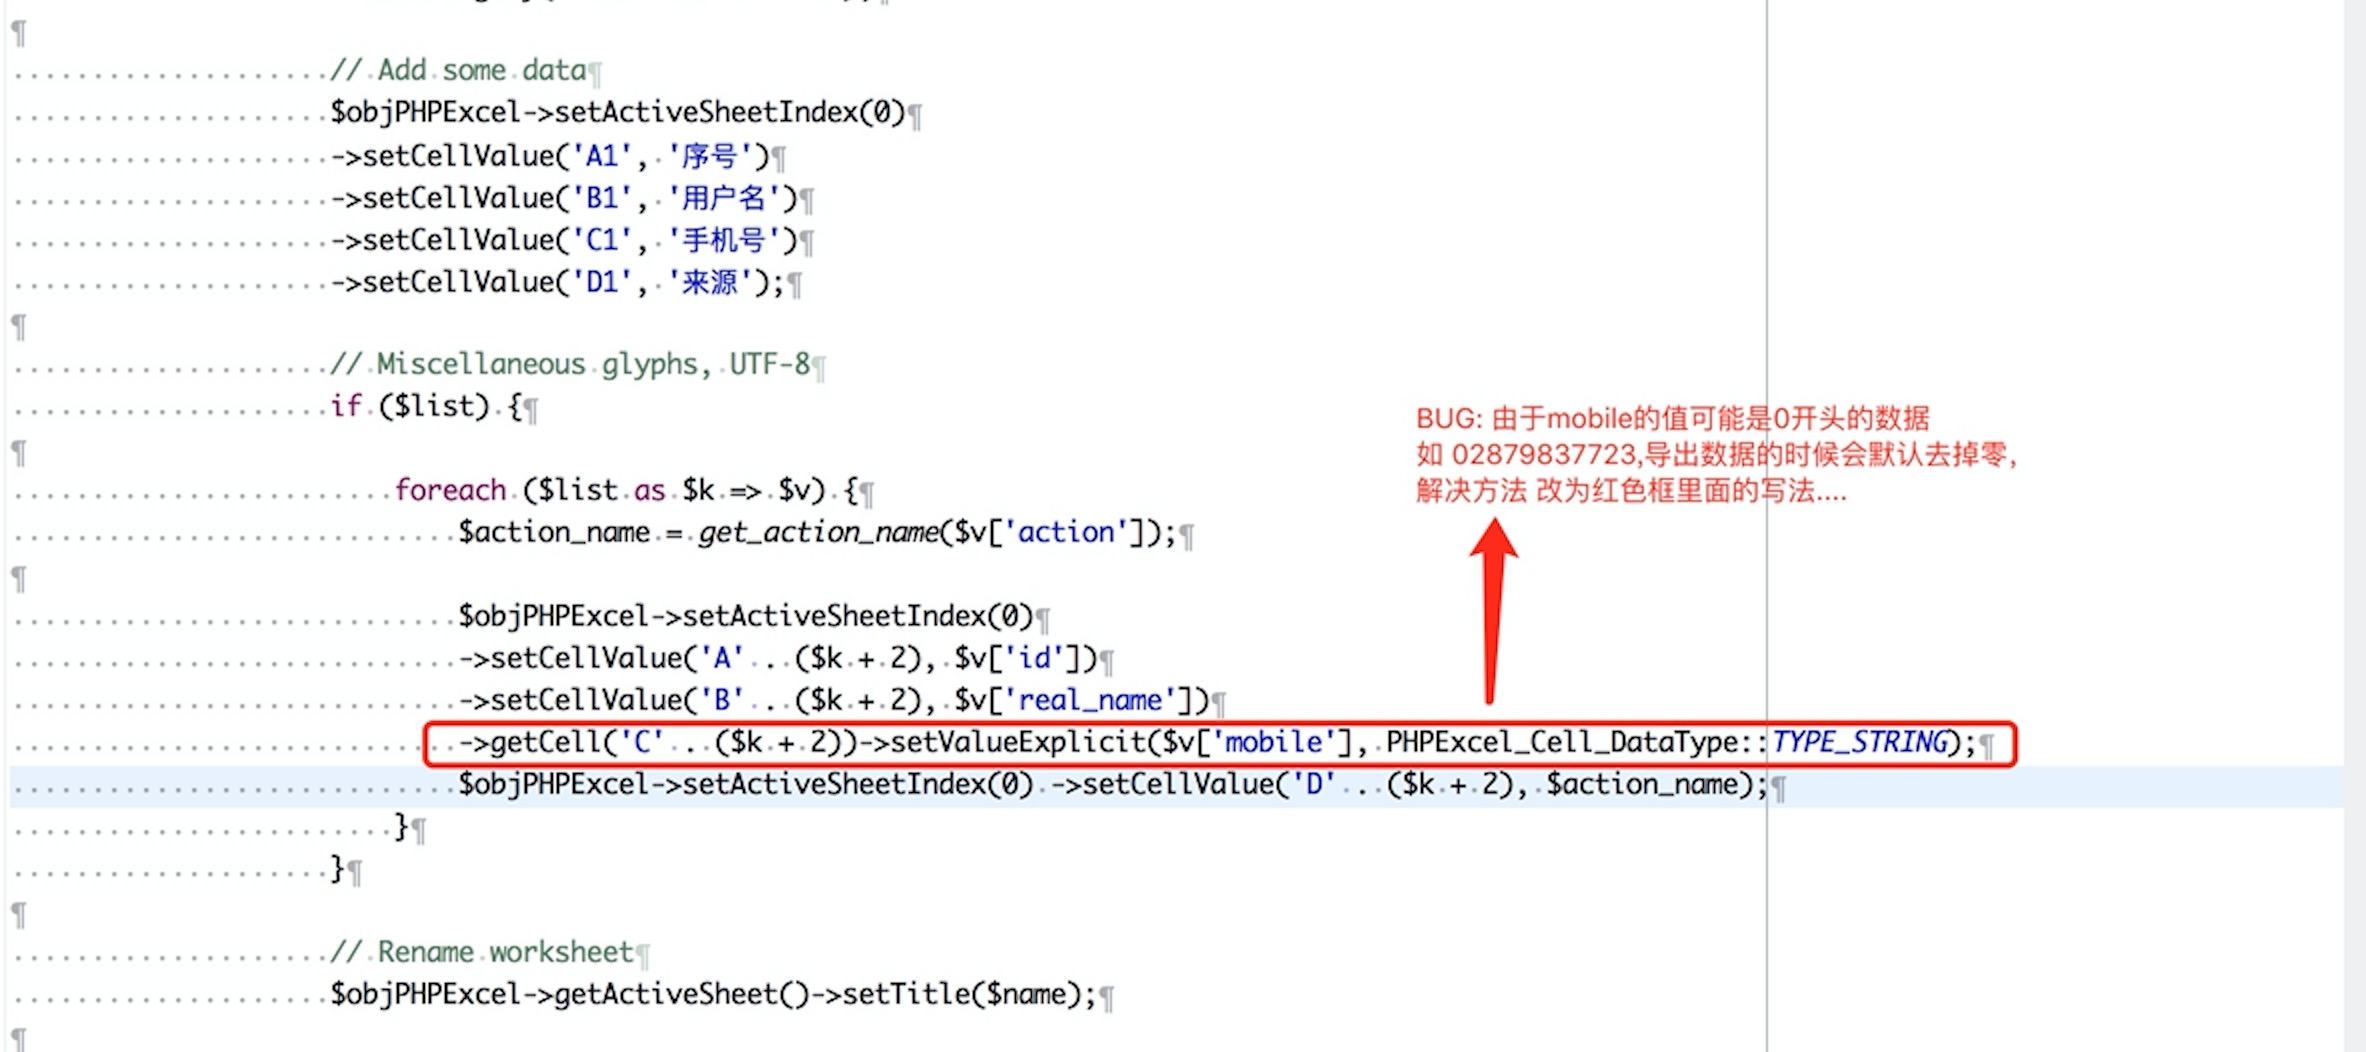 // Add some data
$objPHPExcel->setActiveSheetIndex(0)
->setCellValue('A1', '序号')
->setCellValue('B1', '用户名')
->setCellValue('C1', '手机号')
->setCellValue('D1', '来源');
// Miscellaneous glyphs, UTF-8
if ($list) {
foreach ($list as $k => $v) {
$action_name = get_action_name($v['action']);
$objPHPExcel->setActiveSheetIndex(0)
->setCellValue('A' . ($k + 2), $v['id'])
->setCellValue('B' . ($k + 2), $v['real_name'])
->getCell('C' . ($k + 2))->setValueExplicit($v['mobile'], PHPExcel_Cell_DataType::TYPE_STRING);
$objPHPExcel->setActiveSheetIndex(0) ->setCellValue('D' . ($k + 2), $action_name);
}
}
// Rename worksheet
$objPHPExcel->getActiveSheet()->setTitle($name);
BUG: 由于mobile的值可能是0开头的数据
如 02879837723,导出数据的时候会默认去掉零,
解决方法 改为红色框里面的写法....